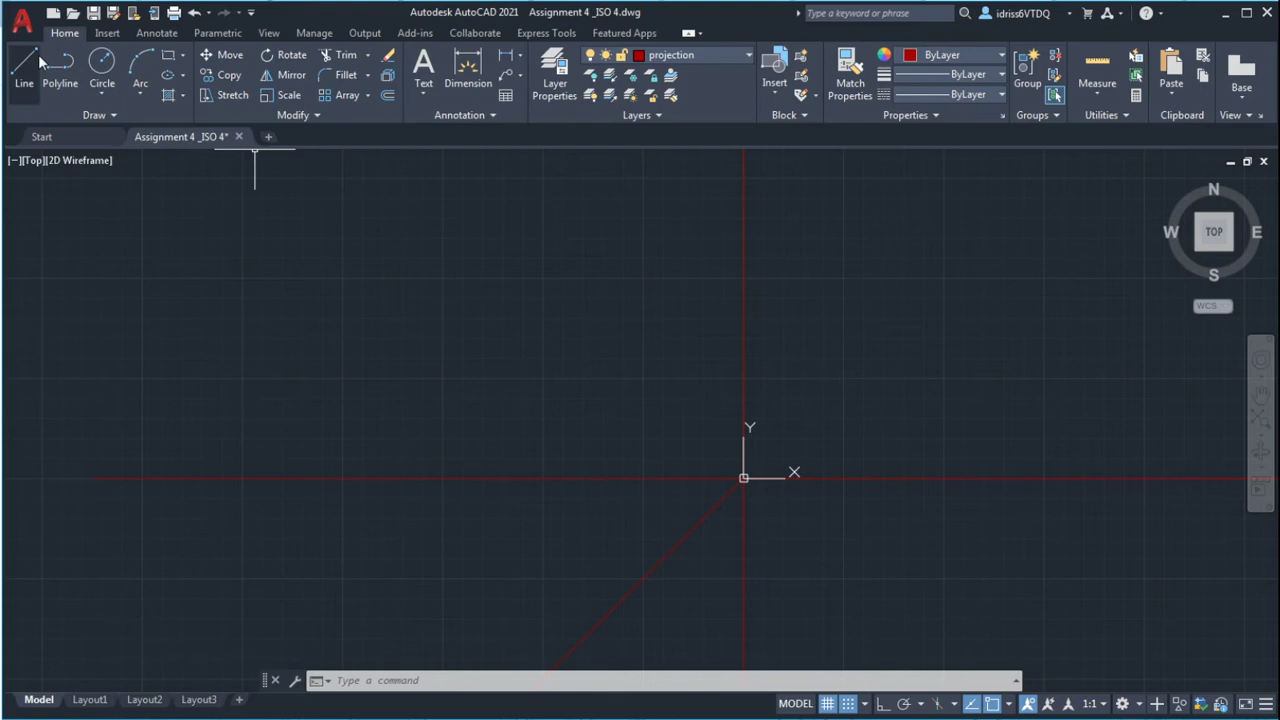 Autodesk AutoCAD 2021 Assignment 4 _ISO 4.dwg Type a keyword or phrase idriss6VTDQ
Home Insert Annotate Parametric View Manage Output Add-ins Collaborate Express Tools Featured Apps
Line Polyline Circle Arc
Move Rotate Trim
Copy Mirror Fillet
Stretch Scale Array
Text Dimension
Layer Properties
projection
Insert
Match Properties
ByLayer
ByLayer
ByLayer
Group Measure Paste Base
Draw Modify Annotation Layers Block Properties Groups Utilities Clipboard View
Start Assignment 4 _ISO 4*
[−][Top][2D Wireframe]
N
W TOP E
S
WCS
Y
X
Type a command
Model Layout1 Layout2 Layout3 MODEL 1:1